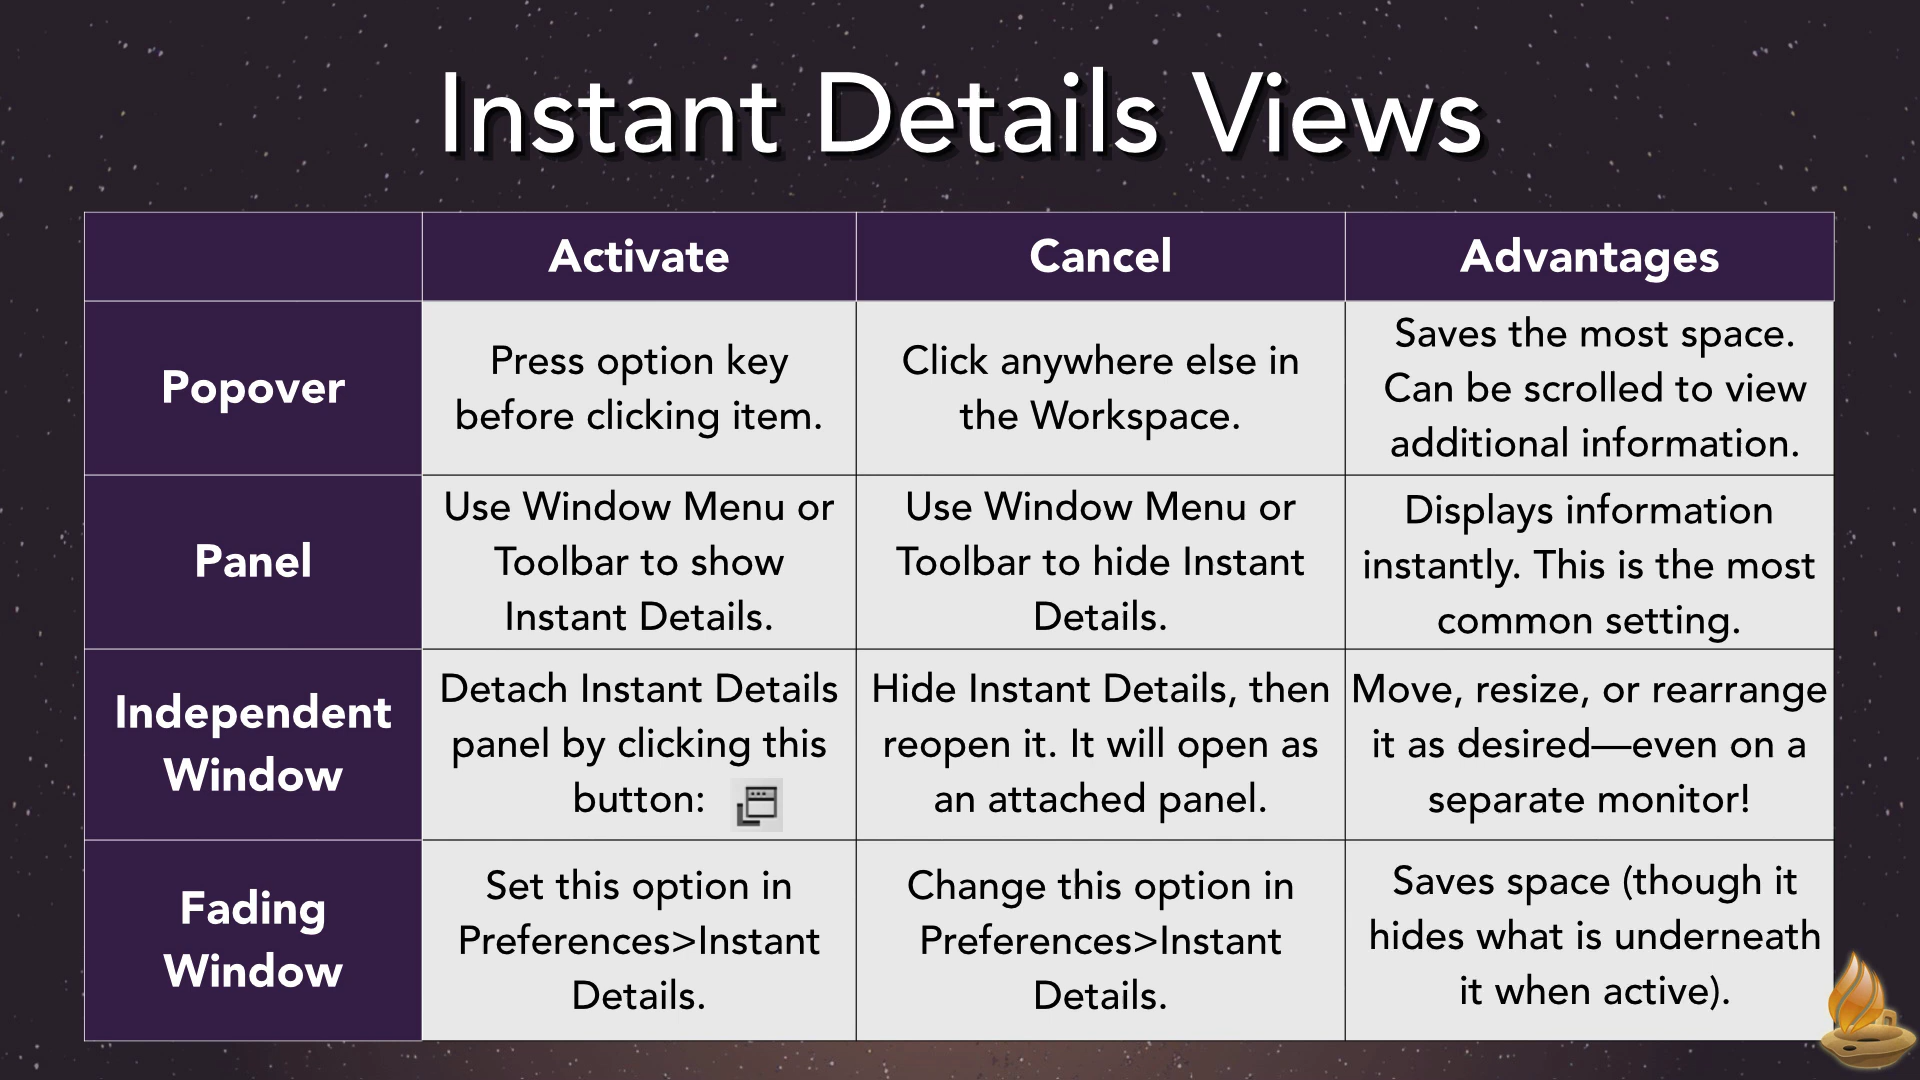 Instant Details Views
Activate
Cancel
Advantages
Popover
Press option key
before clicking item.
Click anywhere else in
the Workspace.
Saves the most space.
Can be scrolled to view
additional information.
Panel
Use Window Menu or
Toolbar to show
Instant Details.
Use Window Menu or
Toolbar to hide Instant
Details.
Displays information
instantly. This is the most
common setting.
Independent
Window
Detach Instant Details
panel by clicking this
button:
Hide Instant Details, then
reopen it. It will open as
an attached panel.
Move, resize, or rearrange
it as desired—even on a
separate monitor!
Fading
Window
Set this option in
Preferences>Instant
Details.
Change this option in
Preferences>Instant
Details.
Saves space (though it
hides what is underneath
it when active).